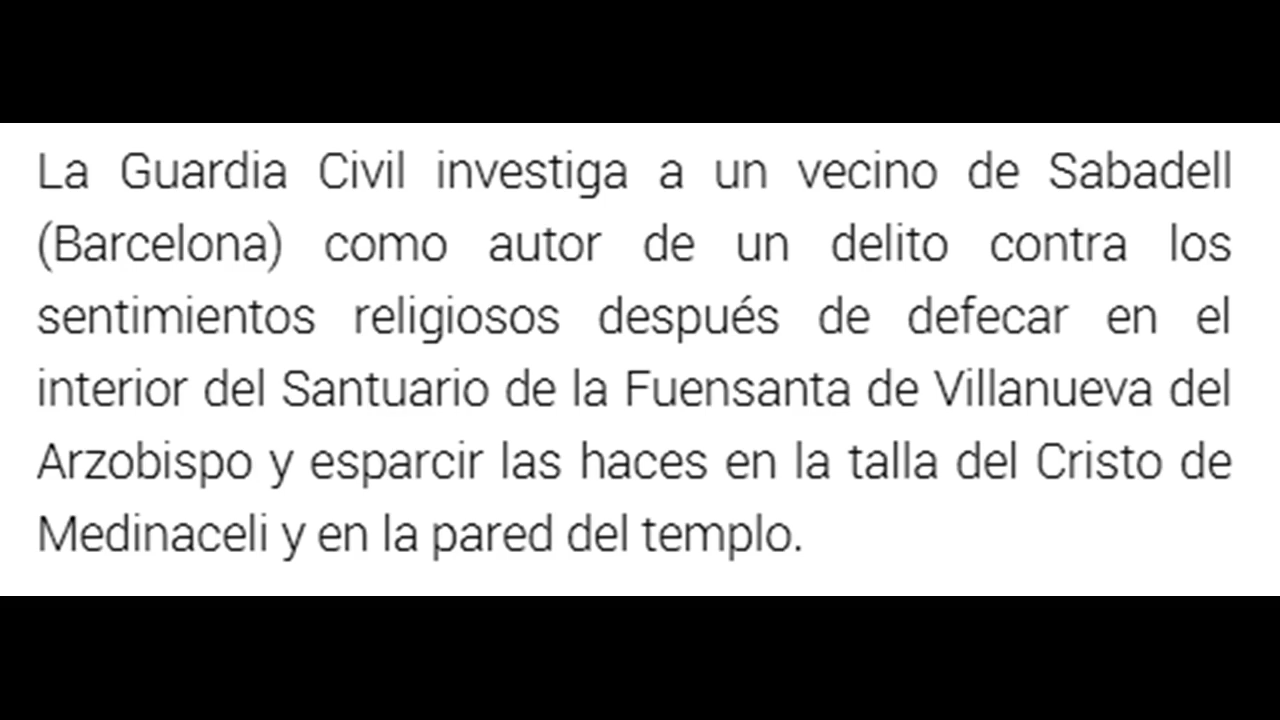 La Guardia Civil investiga a un vecino de Sabadell
(Barcelona) como autor de un delito contra los
sentimientos religiosos después de defecar en el
interior del Santuario de la Fuensanta de Villanueva del
Arzobispo y esparcir las haces en la talla del Cristo de
Medinaceli y en la pared del templo.